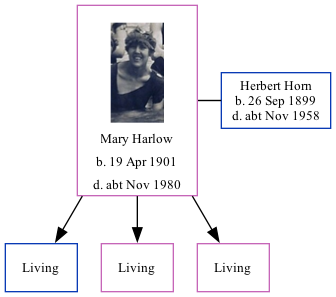 Mary Harlow
b. 19 Apr 1901
d. abt Nov 1980
Herbert Horn
b. 26 Sep 1899
d. abt Nov 1958
Living
Living
Living